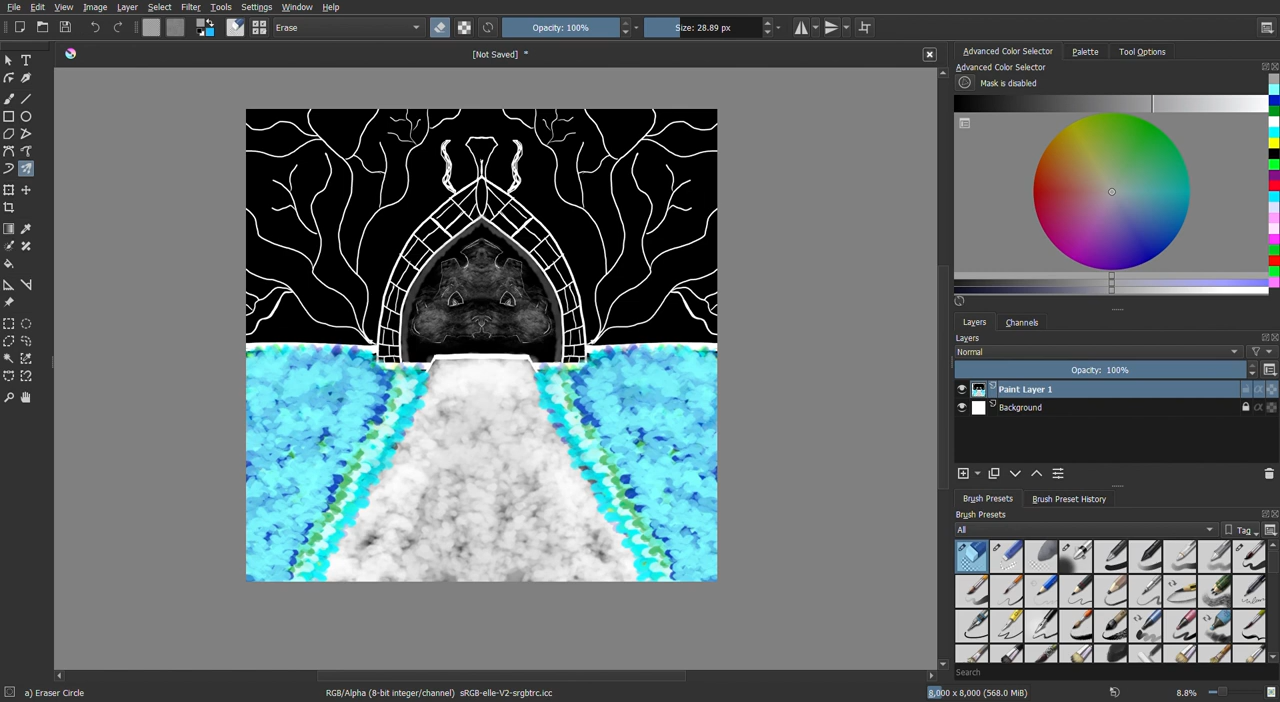 File Edit View Image Layer Select Filter Tools Settings Window Help
Erase Opacity: 100% Size: 28.89 px
[Not Saved] *
Advanced Color Selector Palette Tool Options
Advanced Color Selector
Mask is disabled
Layers Channels
Layers
Normal
Opacity: 100%
Paint Layer 1
Background
Brush Presets Brush Preset History
Brush Presets
All Tag
Search
a) Eraser Circle RGB/Alpha (8-bit integer/channel) sRGB-elle-V2-srgbtrc.icc 8,000 x 8,000 (568.0 MiB) 8.8%